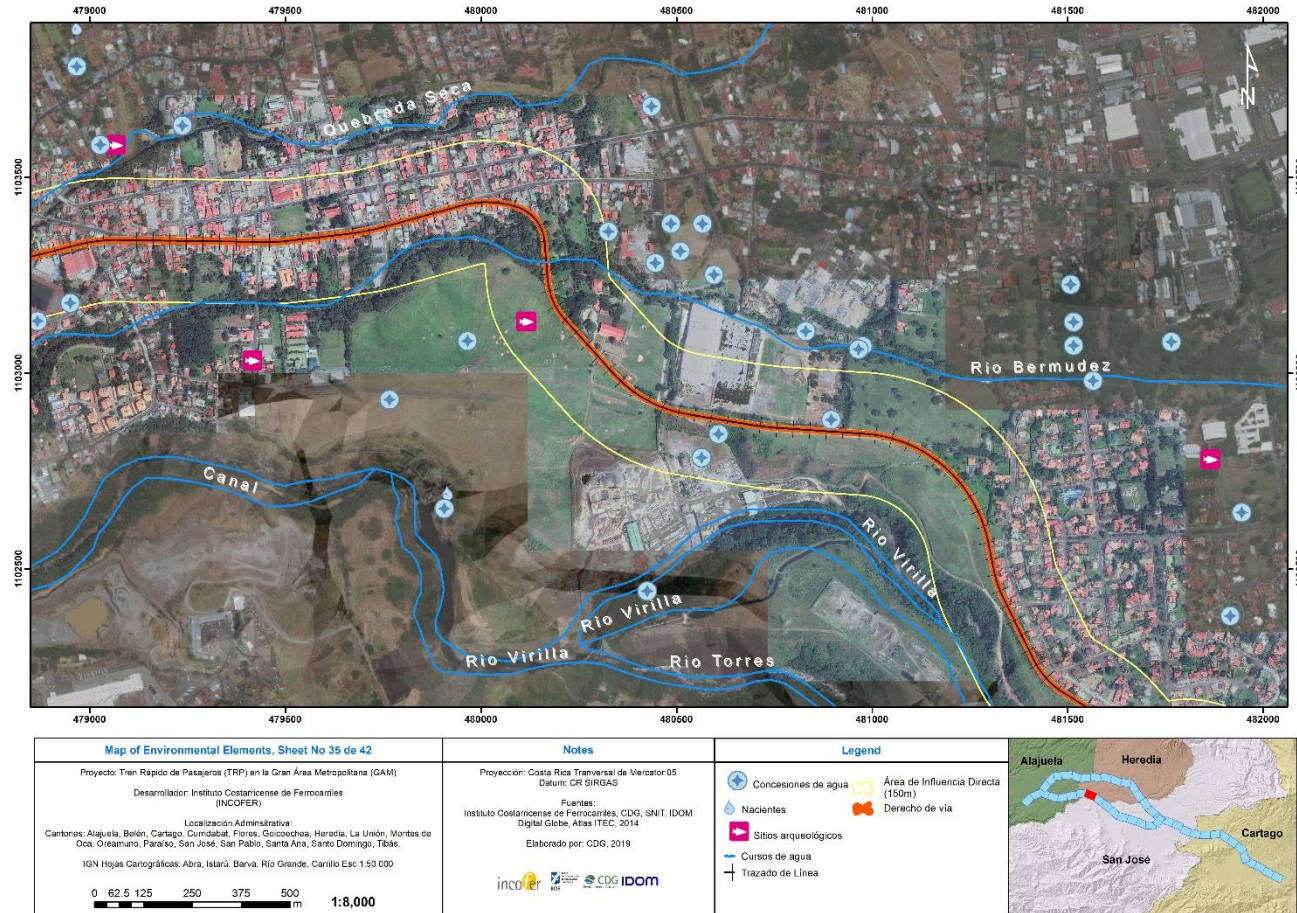 479000 479500 480000 480500 481000 481500 482000
1103500
1103000
1102500
Quebrada Seca
Rio Bermudez
Canal
Rio Virilla
Rio Virilla
Rio Virilla
Rio Torres
N
479000 479500 480000 480500 481000 481500 482000
Map of Environmental Elements, Sheet No 35 de 42
Proyecto: Tren Rápido de Pasajeros (TRP) en la Gran Área Metropolitana (GAM)
Desarrollador: Instituto Costarricense de Ferrocarriles
(INCOFER)
Localización Adminsitrativa:
Cantones: Alajuela, Belén, Cartago, Curridabat, Flores, Goicoechea, Heredia, La Unión, Montes de
Oca, Oreamuno, Paraíso, San José, San Pablo, Santa Ana, Santo Domingo, Tibás.
IGN Hojas Cartográficas: Abra, Istarú, Barva, Río Grande, Carrillo Esc 1:50 000
0 62.5 125 250 375 500
m
1:8,000
Notes
Proyección: Costa Rica Tranversal de Mercator 05
Datum: CR SIRGAS
Fuentes:
Instituto Costarricense de Ferrocarriles, CDG, SNIT, IDOM
Digital Globe, Atlas ITEC, 2014
Elaborado por: CDG, 2019
incofer
CDG
IDOM
Legend
Concesiones de agua
Nacientes
Sitios arqueológicos
Cursos de agua
Trazado de Línea
Área de Influencia Directa
(150m)
Derecho de vía
Alajuela
Heredia
San José
Cartago